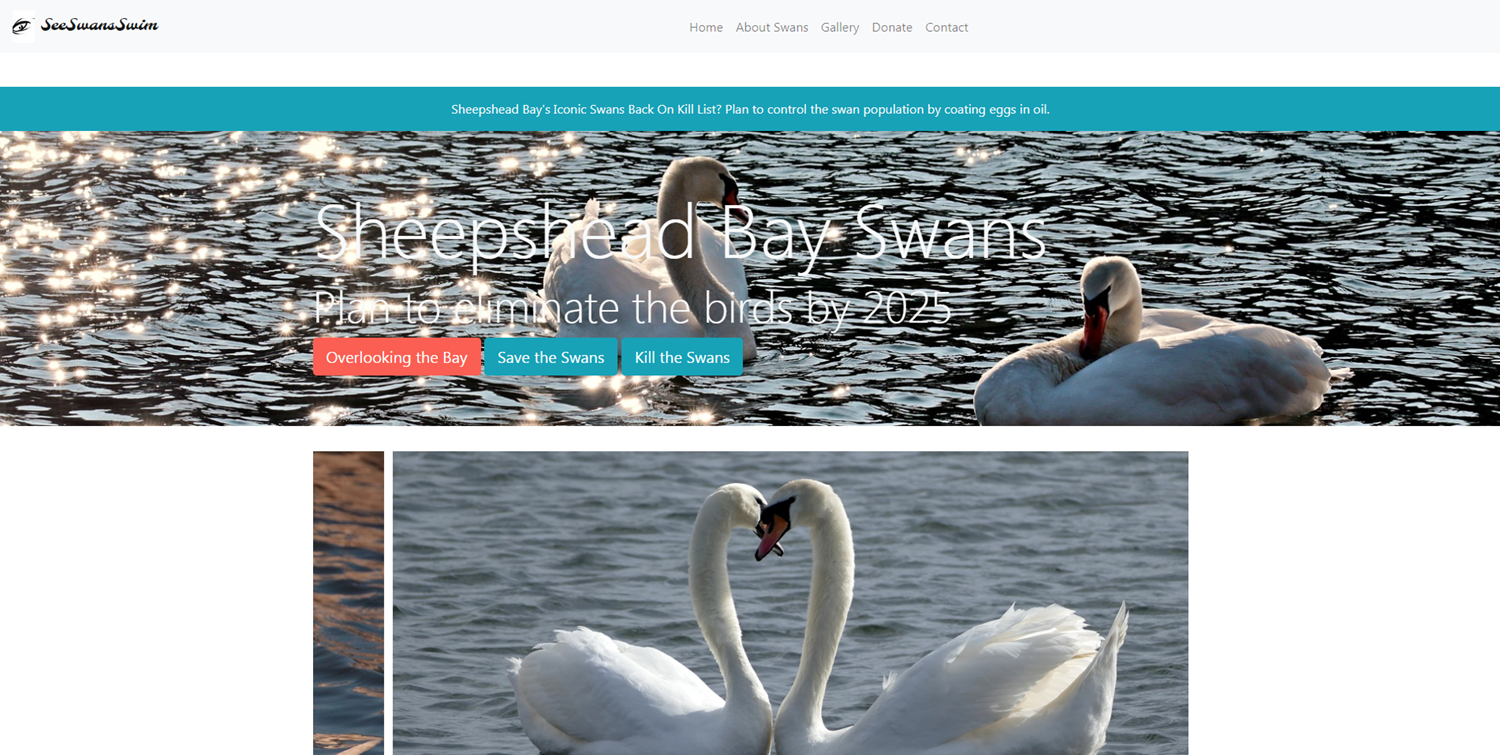 SeeSwansSwim
Home About Swans Gallery Donate Contact
Sheepshead Bay's Iconic Swans Back On Kill List? Plan to control the swan population by coating eggs in oil.
Sheepshead Bay Swans
Plan to eliminate the birds by 2025
Overlooking the Bay Save the Swans Kill the Swans